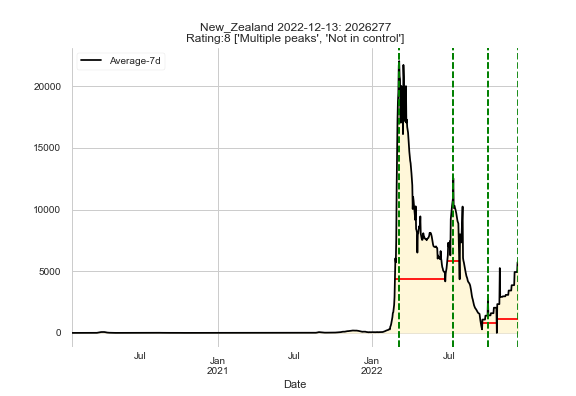 New_Zealand 2022-12-13: 2026277
Rating:8 ['Multiple peaks', 'Not in control']
Average-7d
20000
15000
10000
5000
0
Jul
Jan
2021
Jul
Jan
2022
Jul
Date